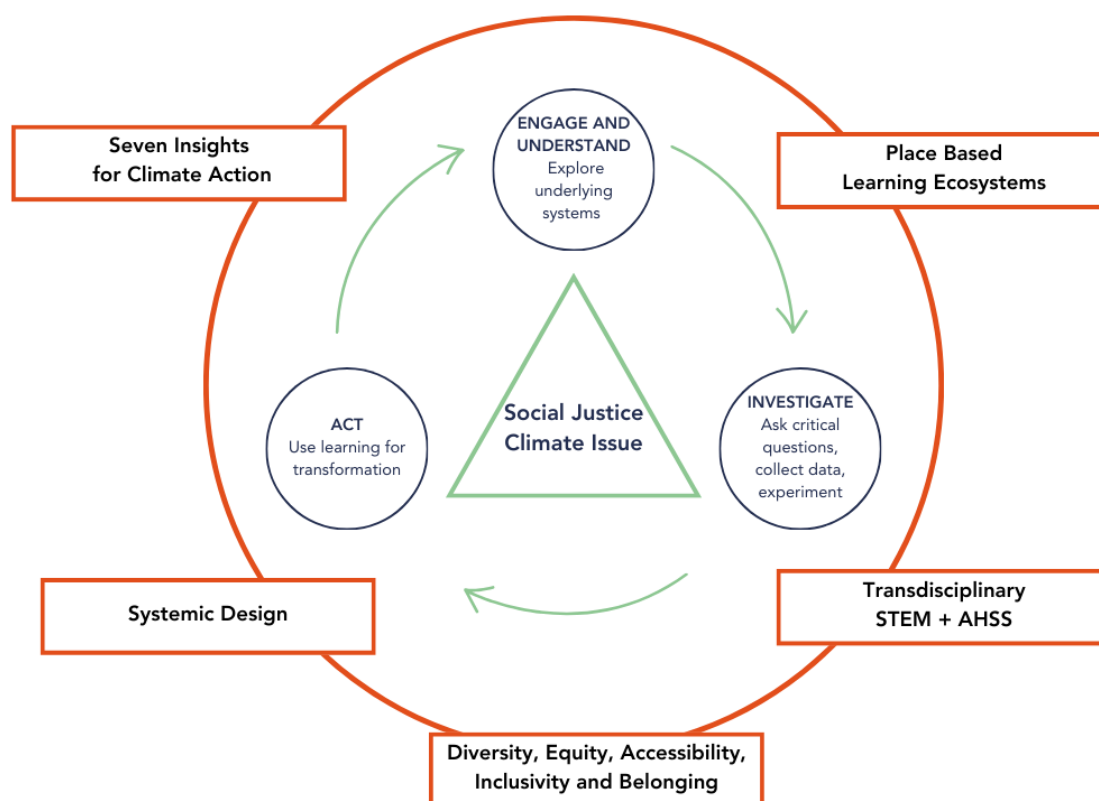 ENGAGE AND
UNDERSTAND
Explore
underlying
systems
Seven Insights
for Climate Action
Place Based
Learning Ecosystems
Social Justice
Climate Issue
ACT
Use learning for
transformation
INVESTIGATE
Ask critical
questions,
collect data,
experiment
Systemic Design
Transdisciplinary
STEM + AHSS
Diversity, Equity, Accessibility,
Inclusivity and Belonging